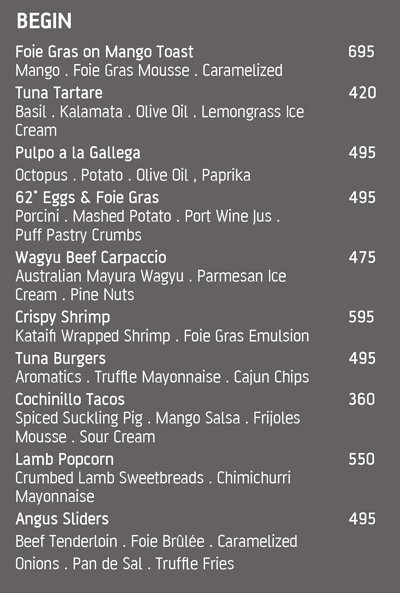 BEGIN
Foie Gras on Mango Toast 695
Mango . Foie Gras Mousse . Caramelized
Tuna Tartare 420
Basil . Kalamata . Olive Oil . Lemongrass Ice
Cream
Pulpo a la Gallega 495
Octopus . Potato . Olive Oil , Paprika
62˚ Eggs & Foie Gras 495
Porcini . Mashed Potato . Port Wine Jus .
Puff Pastry Crumbs
Wagyu Beef Carpaccio 475
Australian Mayura Wagyu . Parmesan Ice
Cream . Pine Nuts
Crispy Shrimp 595
Kataifi Wrapped Shrimp . Foie Gras Emulsion
Tuna Burgers 495
Aromatics . Truffle Mayonnaise . Cajun Chips
Cochinillo Tacos 360
Spiced Suckling Pig . Mango Salsa . Frijoles
Mousse . Sour Cream
Lamb Popcorn 550
Crumbed Lamb Sweetbreads . Chimichurri
Mayonnaise
Angus Sliders 495
Beef Tenderloin . Foie Brûlée . Caramelized
Onions . Pan de Sal . Truffle Fries